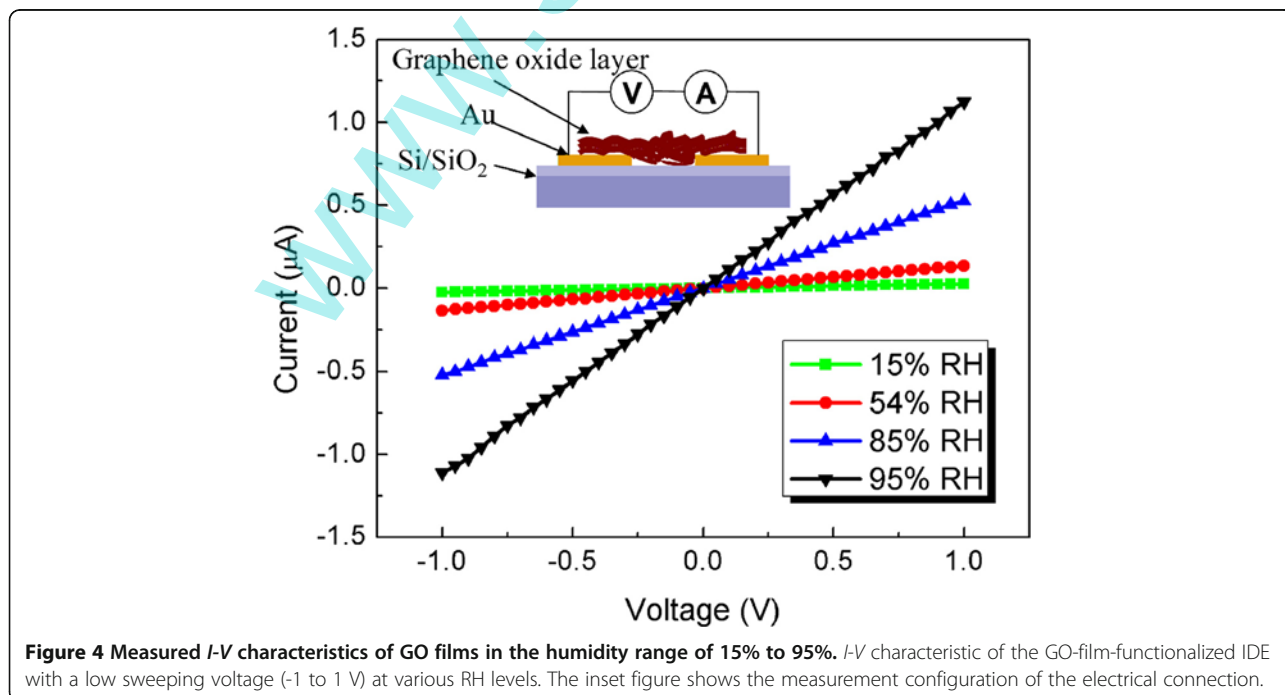 www.s
1.5
Graphene oxide layer
V A
1.0
Au
Si/SiO2
0.5
0.0
-0.5
-1.0
-1.5
Current (µA)
15% RH
54% RH
85% RH
95% RH
-1.0 -0.5 0.0 0.5 1.0
Voltage (V)
Figure 4 Measured I-V characteristics of GO films in the humidity range of 15% to 95%. I-V characteristic of the GO-film-functionalized IDE
with a low sweeping voltage (-1 to 1 V) at various RH levels. The inset figure shows the measurement configuration of the electrical connection.